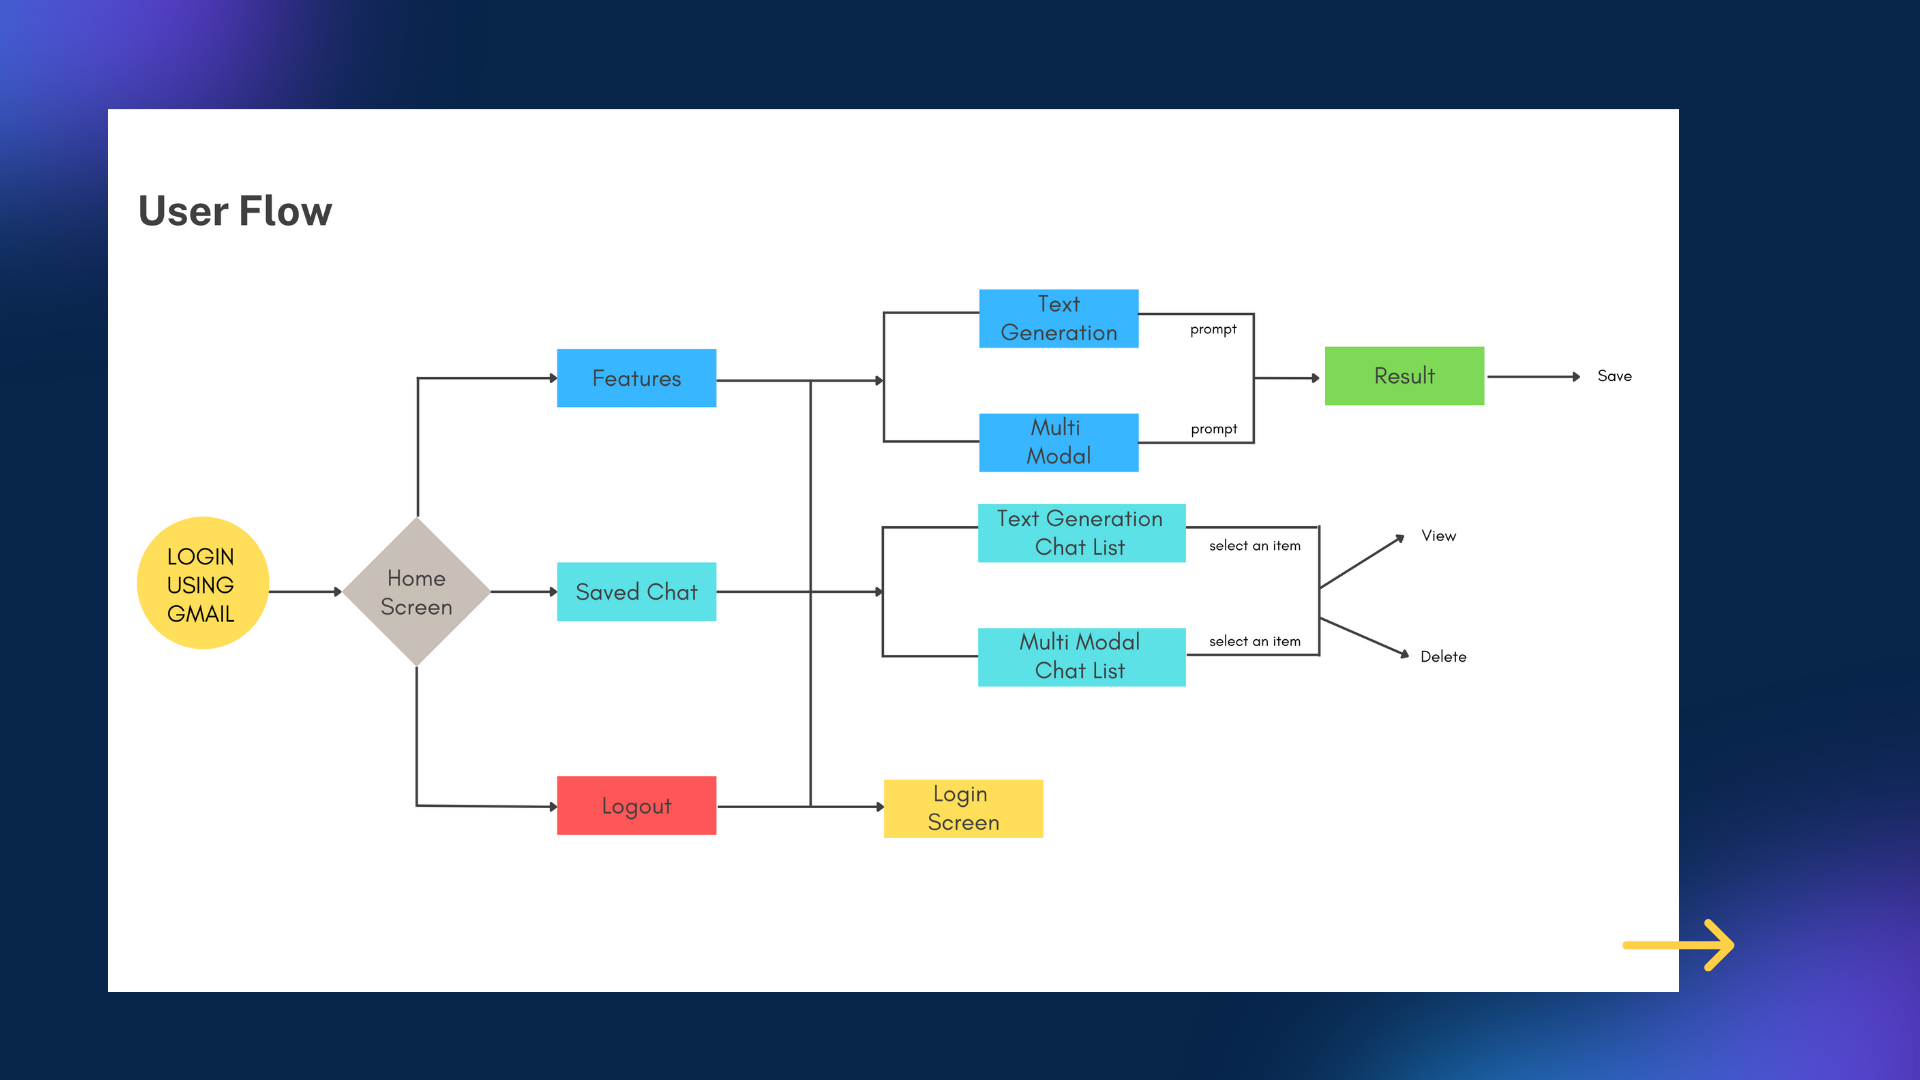 User Flow
LOGIN
USING
GMAIL
Home
Screen
Features
Saved Chat
Logout
Text
Generation
prompt
Multi
Modal
prompt
Result
Save
Text Generation
Chat List
select an item
Multi Modal
Chat List
select an item
View
Delete
Login
Screen